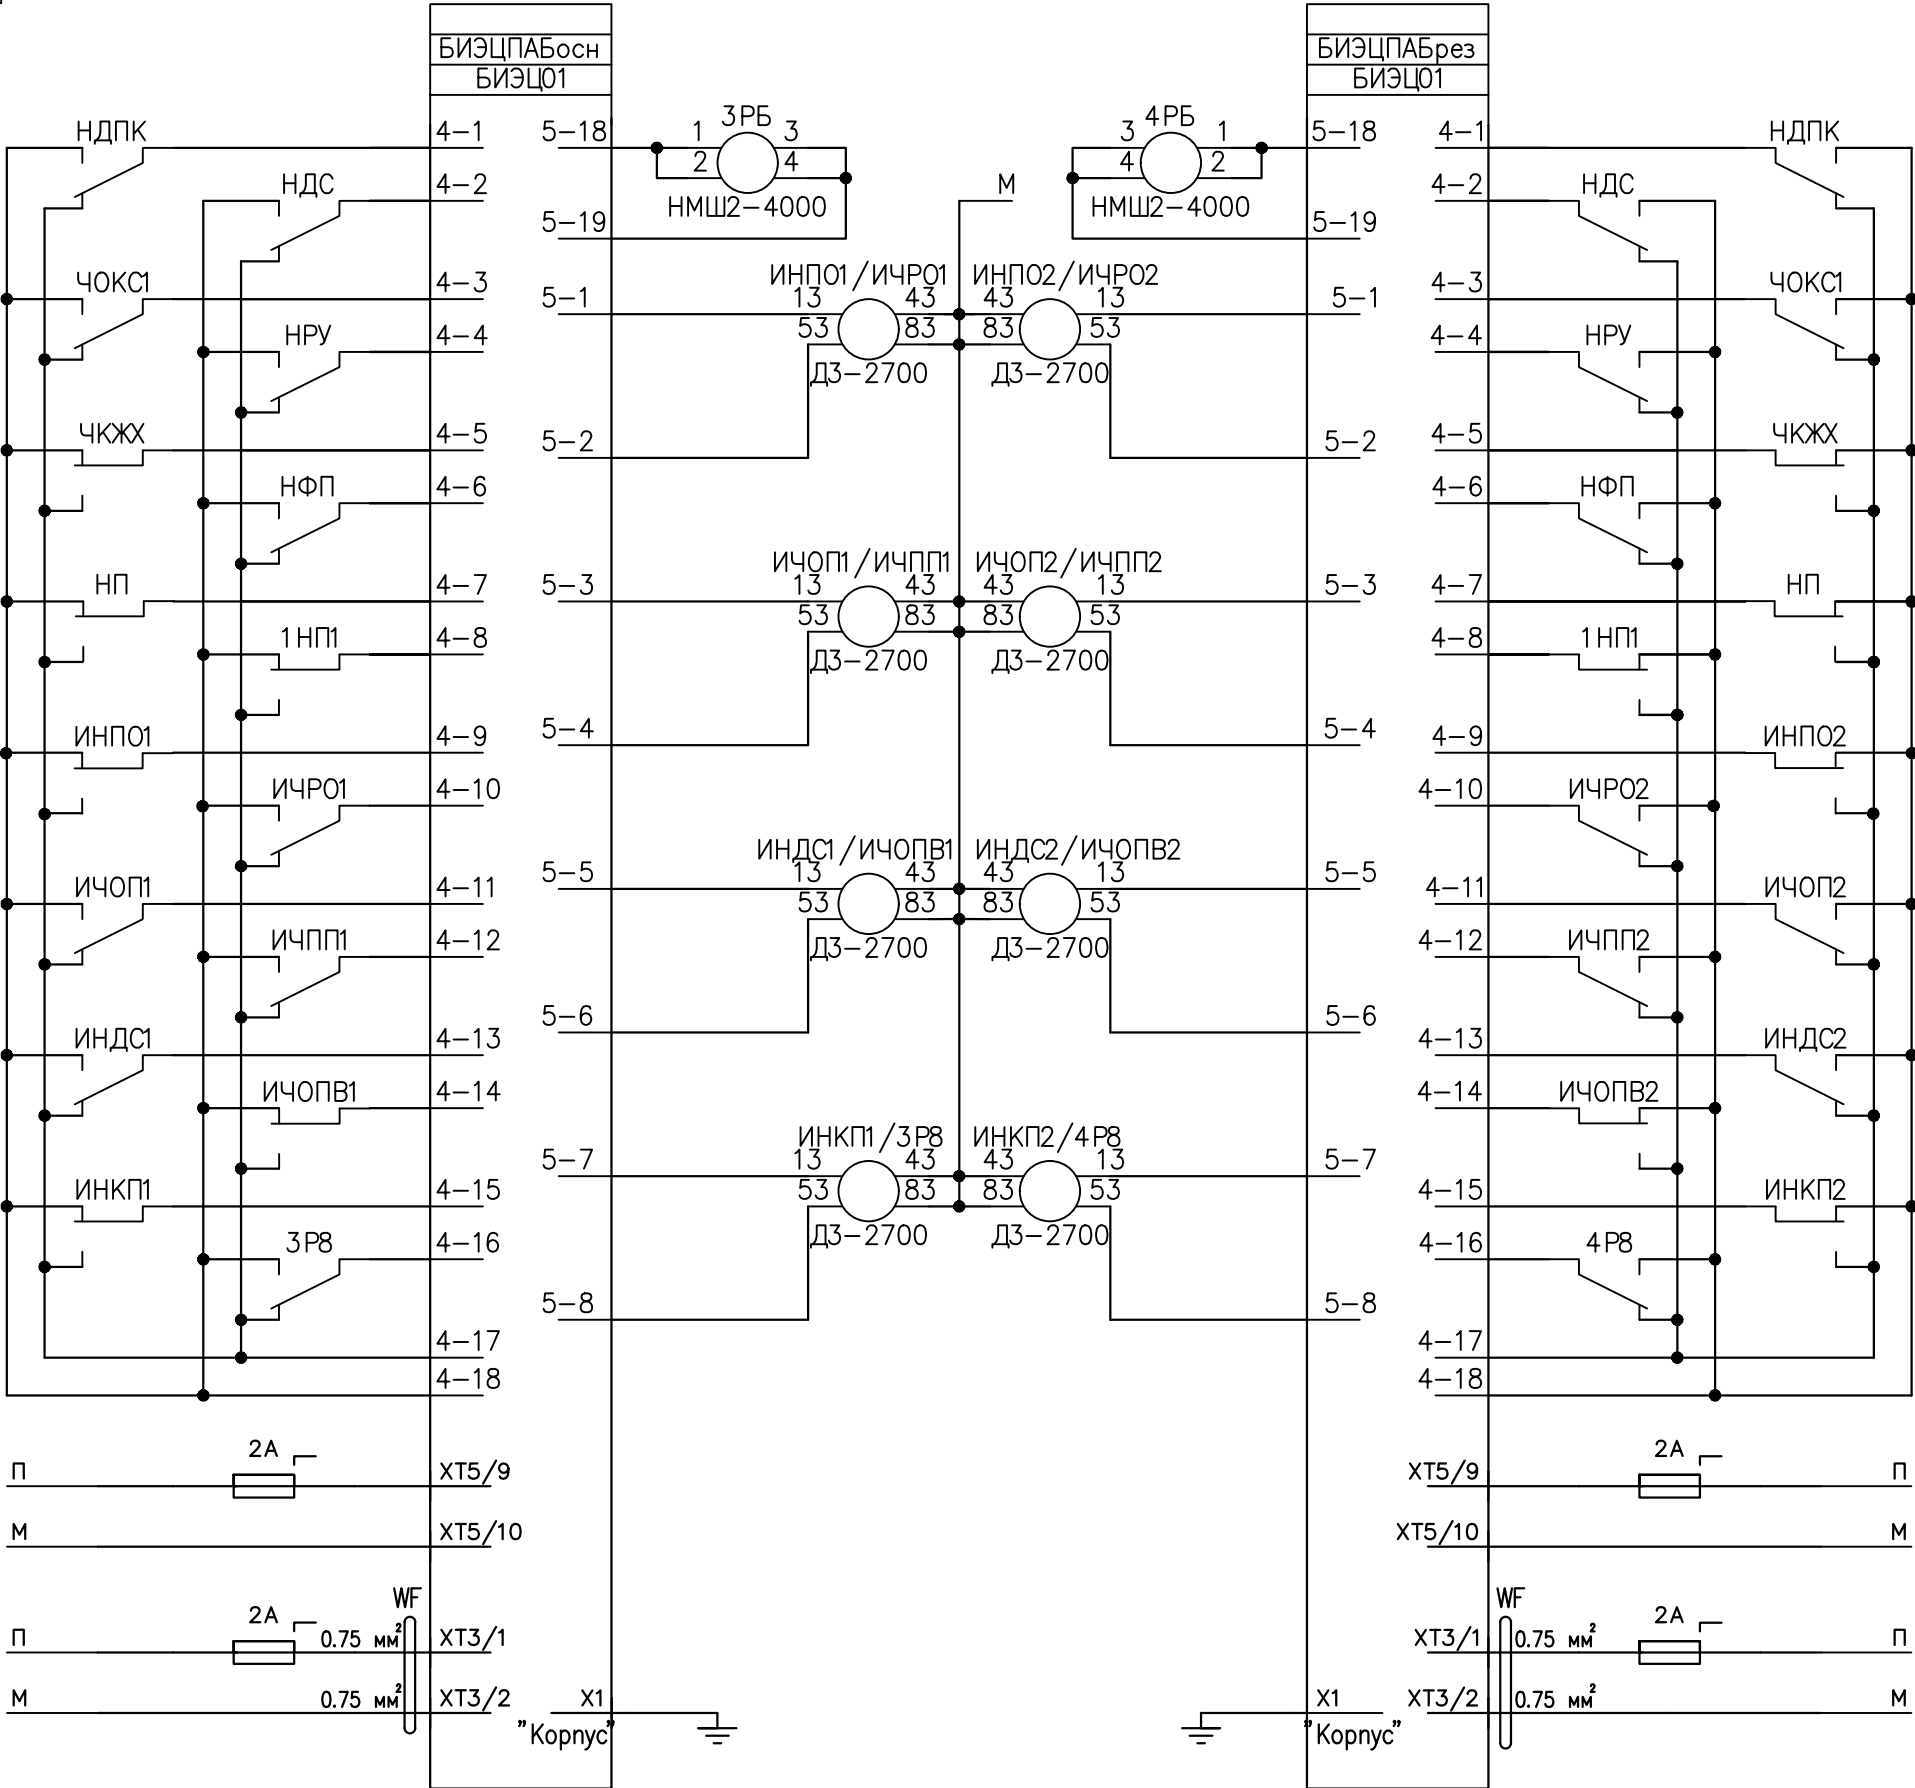 БИЭЦПАБосн БИЭЦПАБрез
БИЭЦ01 БИЭЦ01
3РБ 4РБ
НДПК 4-1 5-18 1 3 3 1 5-18 4-1 НДПК
2 4 4 2
НДС 4-2 М 4-2 НДС
НМШ2-4000 НМШ2-4000
5-19 5-19
ЧОКС1 4-3 ИНПО1/ИЧРО1 ИНПО2/ИЧРО2 4-3 ЧОКС1
5-1 13 43 43 13 5-1
НРУ 4-4 53 83 83 53 4-4 НРУ
Д3-2700 Д3-2700
ЧКЖХ 4-5 5-2 5-2 4-5 ЧКЖХ
НФП 4-6 4-6 НФП
ИЧОП1/ИЧПП1 ИЧОП2/ИЧПП2
НП 4-7 5-3 13 43 43 13 5-3 4-7 НП
53 83 83 53
1НП1 4-8 4-8 1НП1
Д3-2700 Д3-2700
ИНПО1 4-9 5-4 5-4 4-9 ИНПО2
ИЧРО1 4-10 4-10 ИЧРО2
ИНДС1/ИЧОПВ1 ИНДС2/ИЧОПВ2
ИЧОП1 4-11 5-5 13 43 43 13 5-5 4-11 ИЧОП2
53 83 83 53
ИЧПП1 4-12 Д3-2700 Д3-2700 4-12 ИЧПП2
5-6 5-6
ИНДС1 4-13 4-13 ИНДС2
ИЧОПВ1 4-14 4-14 ИЧОПВ2
ИНКП1/3Р8 ИНКП2/4Р8
5-7 13 43 43 13 5-7
ИНКП1 4-15 53 83 83 53 4-15 ИНКП2
3Р8 4-16 Д3-2700 Д3-2700 4-16 4Р8
5-8 5-8
4-17 4-17
4-18 4-18
2А 2А
П ХТ5/9 ХТ5/9 П
М ХТ5/10 ХТ5/10 М
WF WF
2А 2А
П 0.75 мм² ХТ3/1 ХТ3/1 0.75 мм² П
М 0.75 мм² ХТ3/2 Х1 Х1 ХТ3/2 0.75 мм² М
"Корпус" "Корпус"